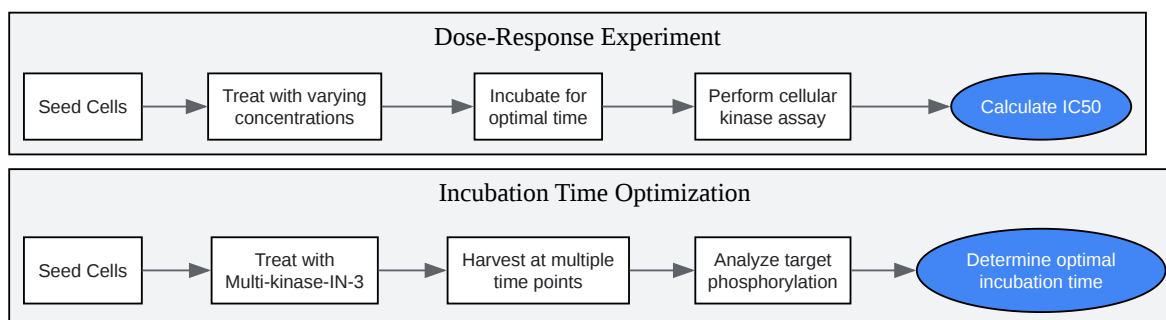 Dose-Response Experiment
Seed Cells
Treat with varying
concentrations
Incubate for
optimal time
Perform cellular
kinase assay
Calculate IC50
Incubation Time Optimization
Seed Cells
Treat with
Multi-kinase-IN-3
Harvest at multiple
time points
Analyze target
phosphorylation
Determine optimal
incubation time